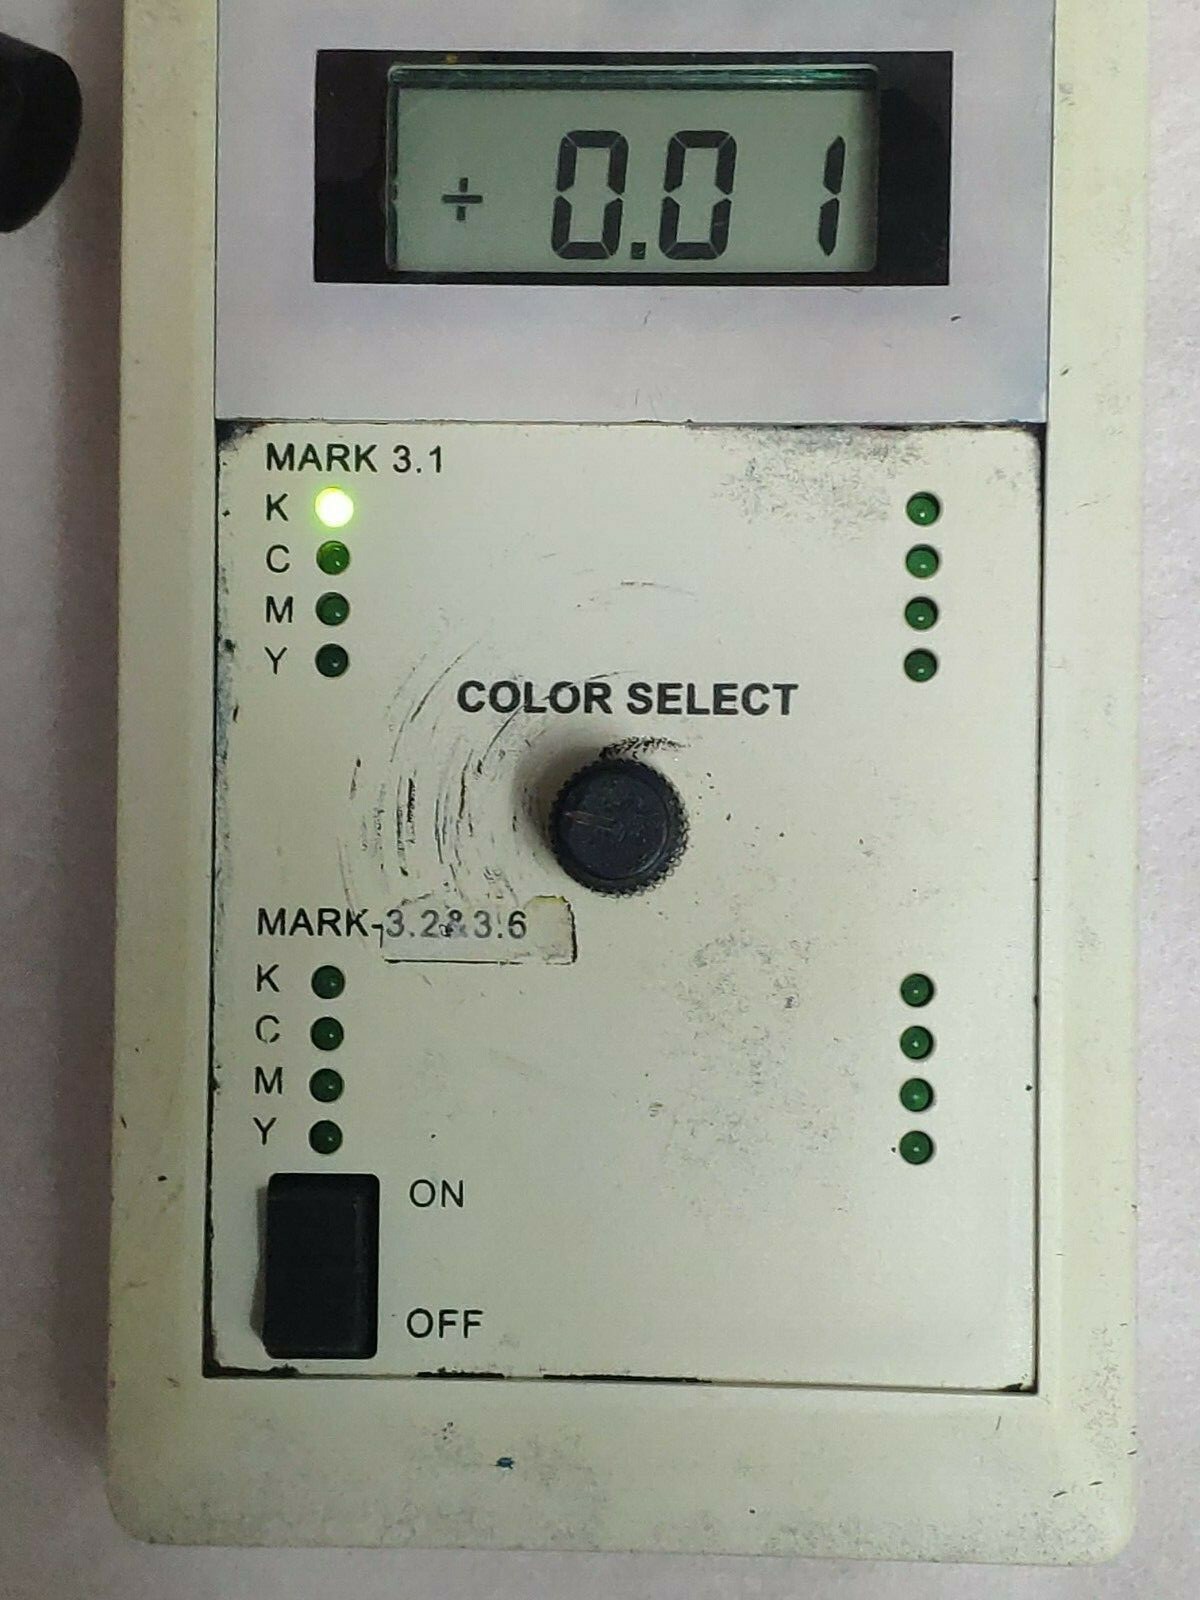 + 0.01
MARK 3.1
K
C
M
Y
COLOR SELECT
MARK-3.2&3.6
K
C
M
Y
ON
OFF